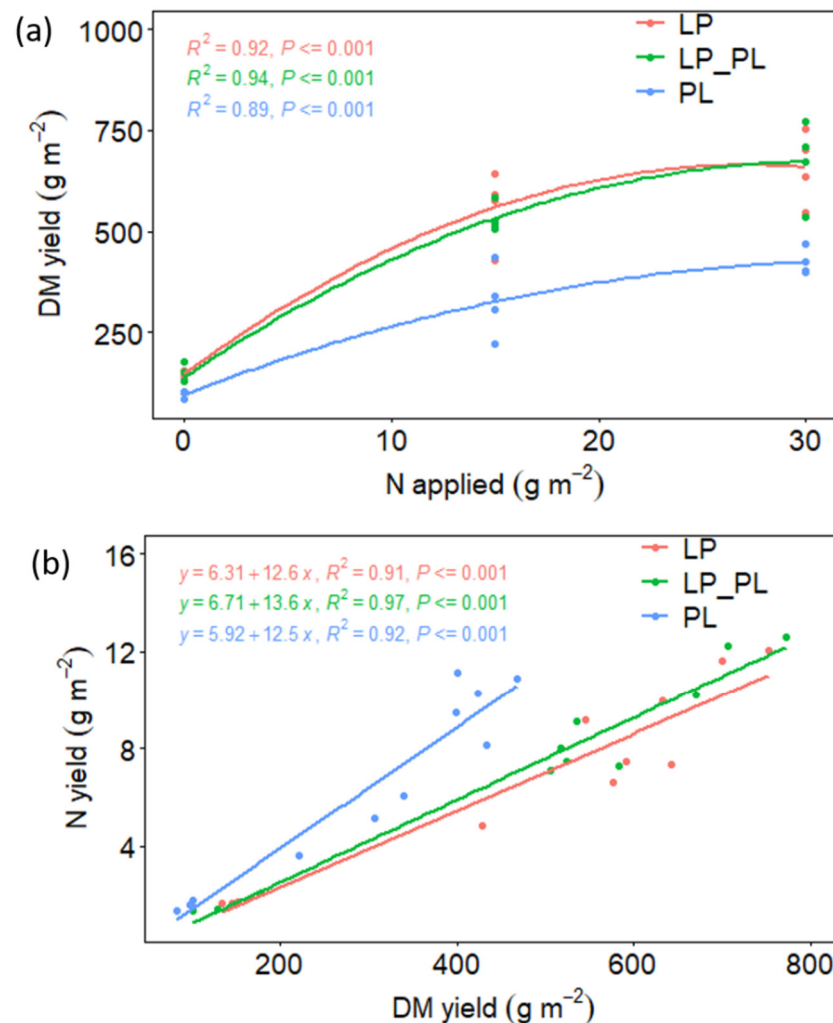 (a)
1000
750
500
250
DM yield (g m⁻²)
R² = 0.92, P <= 0.001
R² = 0.94, P <= 0.001
R² = 0.89, P <= 0.001
LP
LP_PL
PL
0 10 20 30
N applied (g m⁻²)
(b)
16
12
8
4
N yield (g m⁻²)
y = 6.31 + 12.6 x, R² = 0.91, P <= 0.001
y = 6.71 + 13.6 x, R² = 0.97, P <= 0.001
y = 5.92 + 12.5 x, R² = 0.92, P <= 0.001
LP
LP_PL
PL
200 400 600 800
DM yield (g m⁻²)